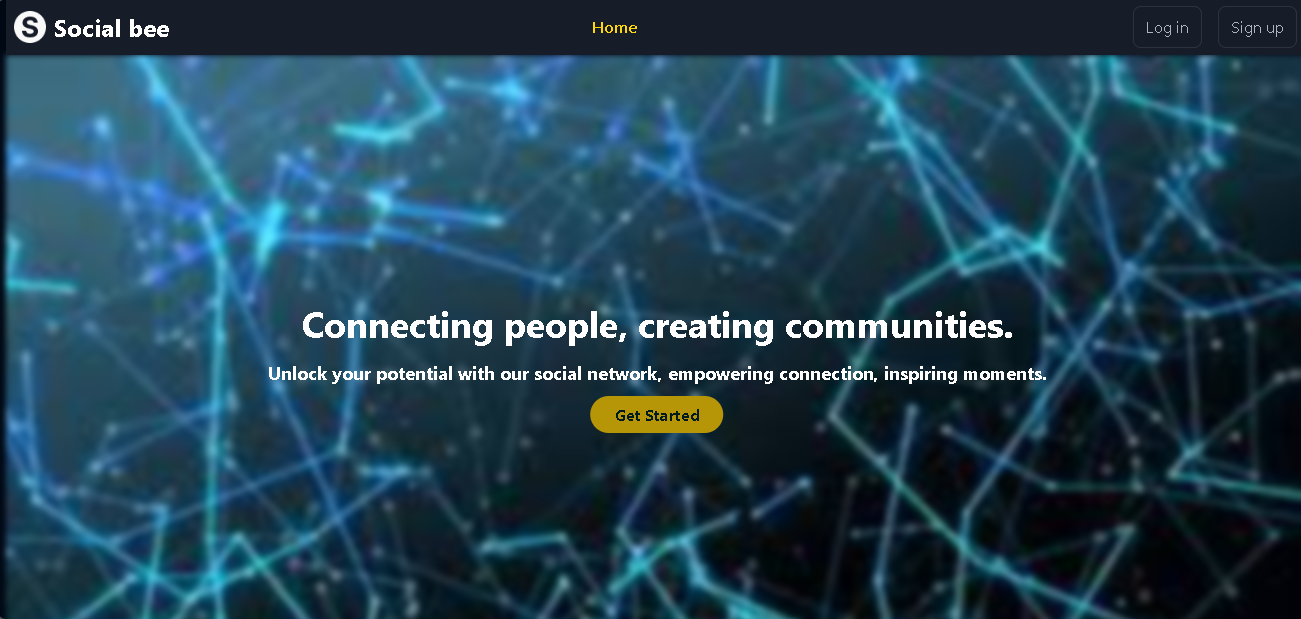 S Social bee
Home
Log in
Sign up
Connecting people, creating communities.
Unlock your potential with our social network, empowering connection, inspiring moments.
Get Started